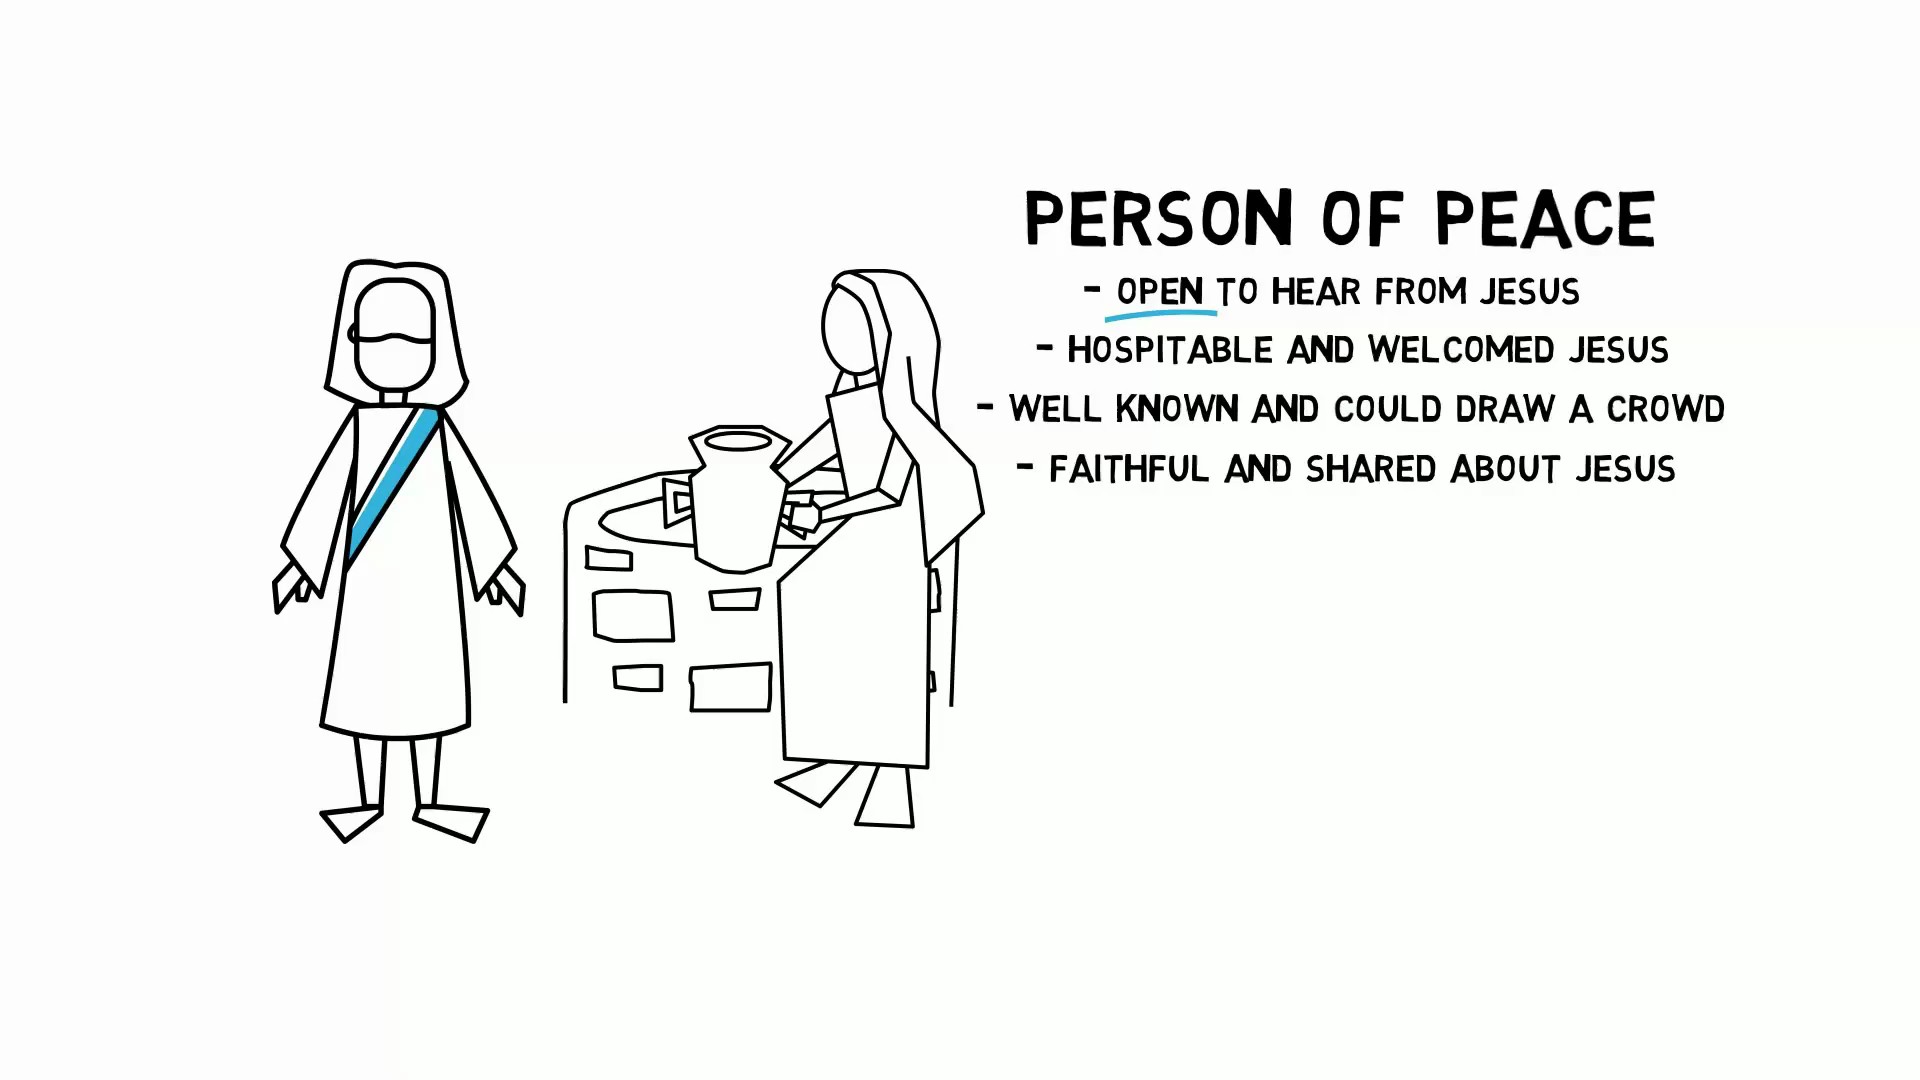 PERSON OF PEACE
- OPEN TO HEAR FROM JESUS
- HOSPITABLE AND WELCOMED JESUS
- WELL KNOWN AND COULD DRAW A CROWD
- FAITHFUL AND SHARED ABOUT JESUS